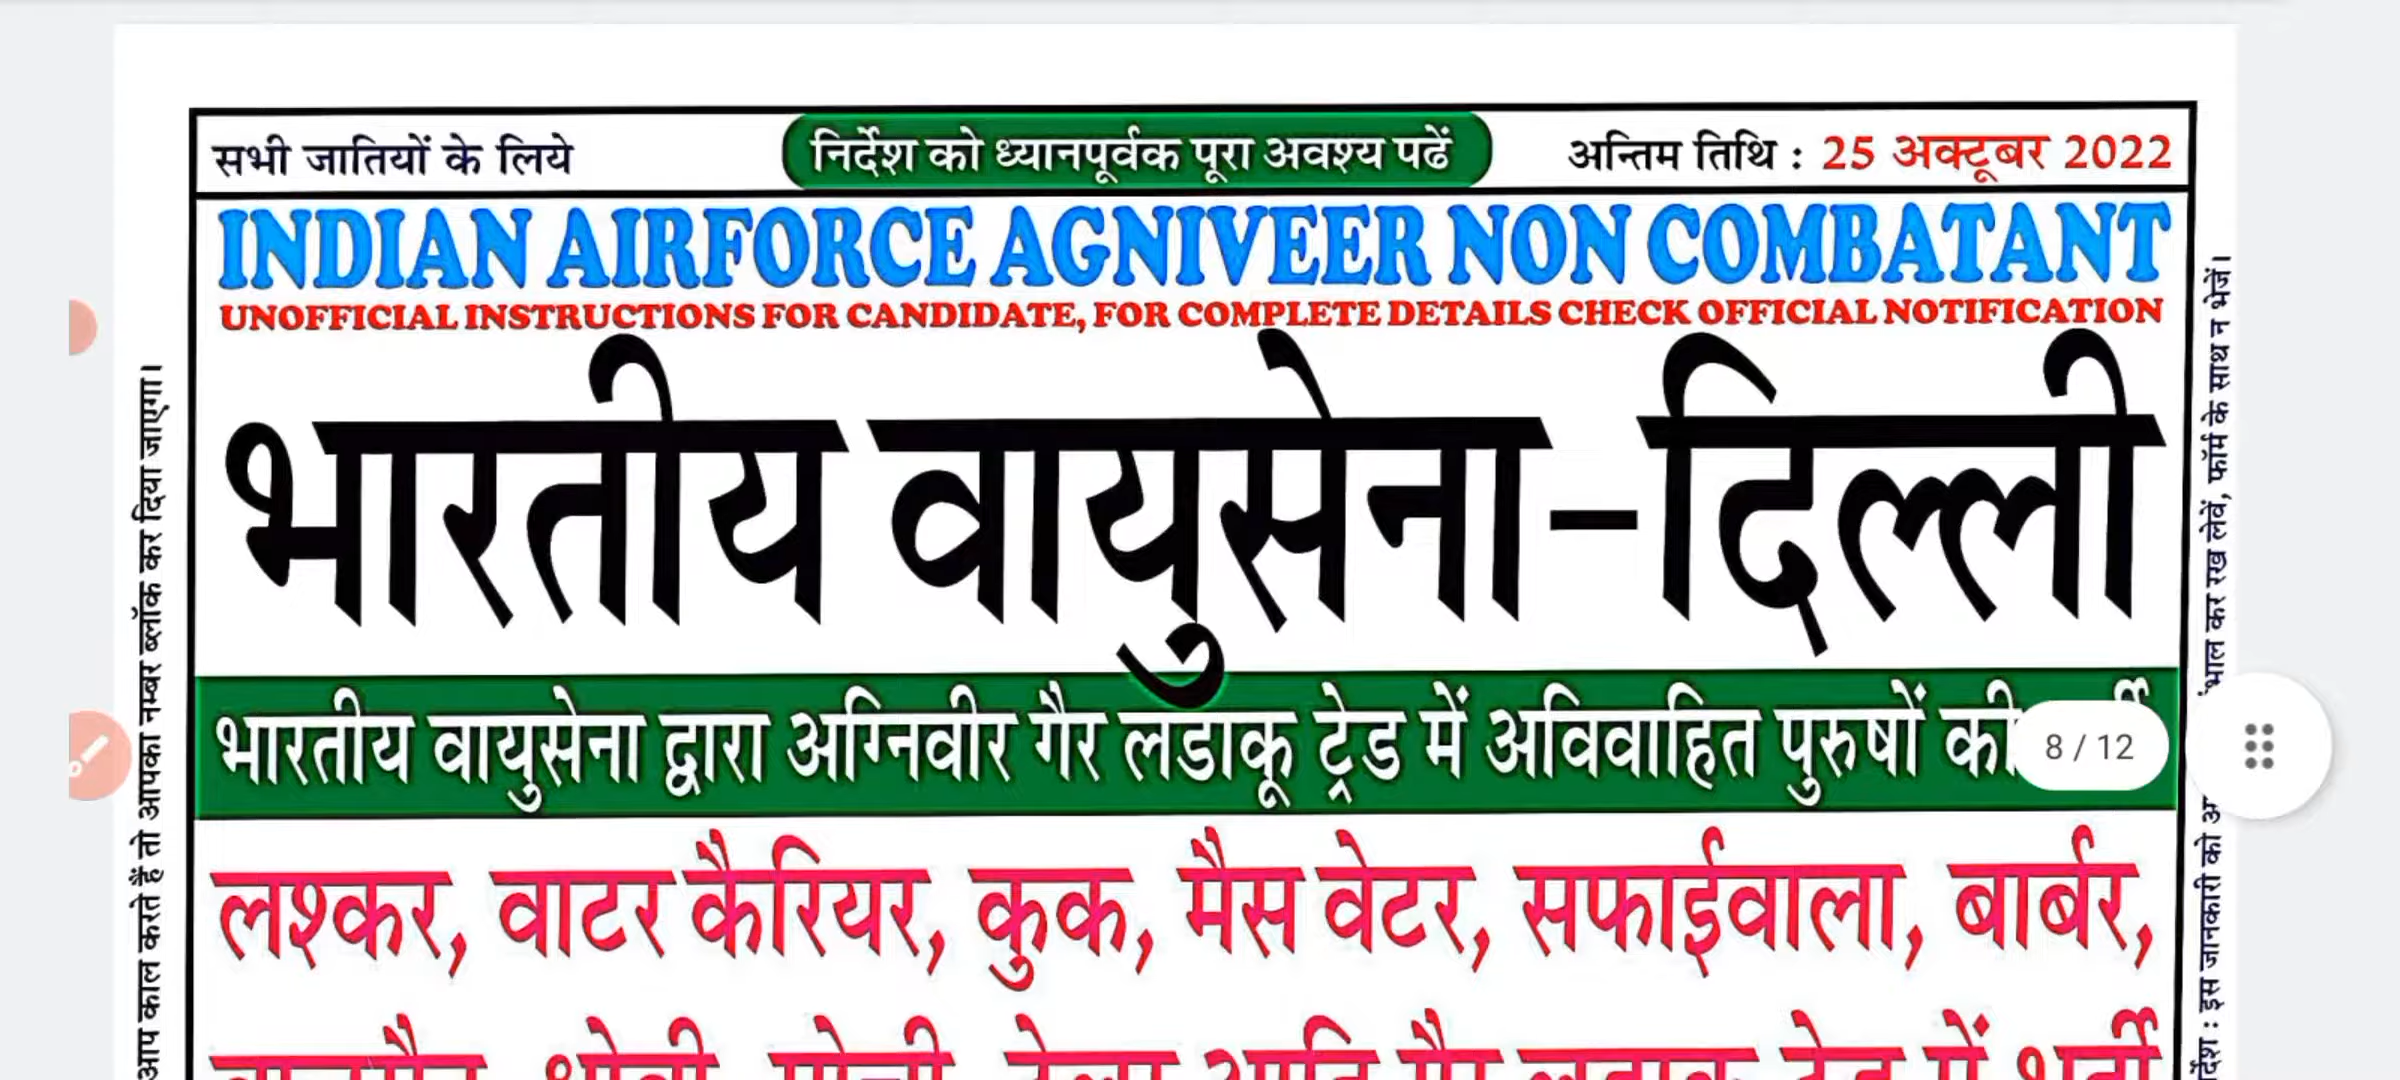 सभी जातियों के लिये
निर्देश को ध्यानपूर्वक पूरा अवश्य पढें
अन्तिम तिथि : 25 अक्टूबर 2022
INDIAN AIRFORCE AGNIVEER NON COMBATANT
UNOFFICIAL INSTRUCTIONS FOR CANDIDATE, FOR COMPLETE DETAILS CHECK OFFICIAL NOTIFICATION
भारतीय वायुसेना-दिल्ली
भारतीय वायुसेना द्वारा अग्निवीर गैर लडाकू ट्रेड में अविवाहित पुरुषों की
8 / 12
लश्कर, वाटर कैरियर, कुक, मैस वेटर, सफाईवाला, बार्बर,
आप काल करते हैं तो आपका नम्बर ब्लॉक कर दिया जाएगा।
इस जानकारी को
कर रख लेवें, फॉर्म के साथ न भेजें।